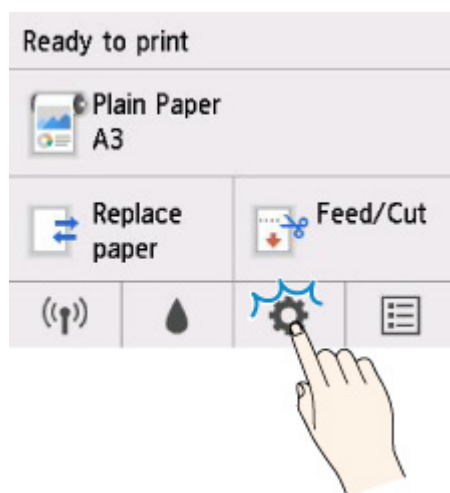 Ready to print
Plain Paper
A3
Replace
paper
Feed/Cut